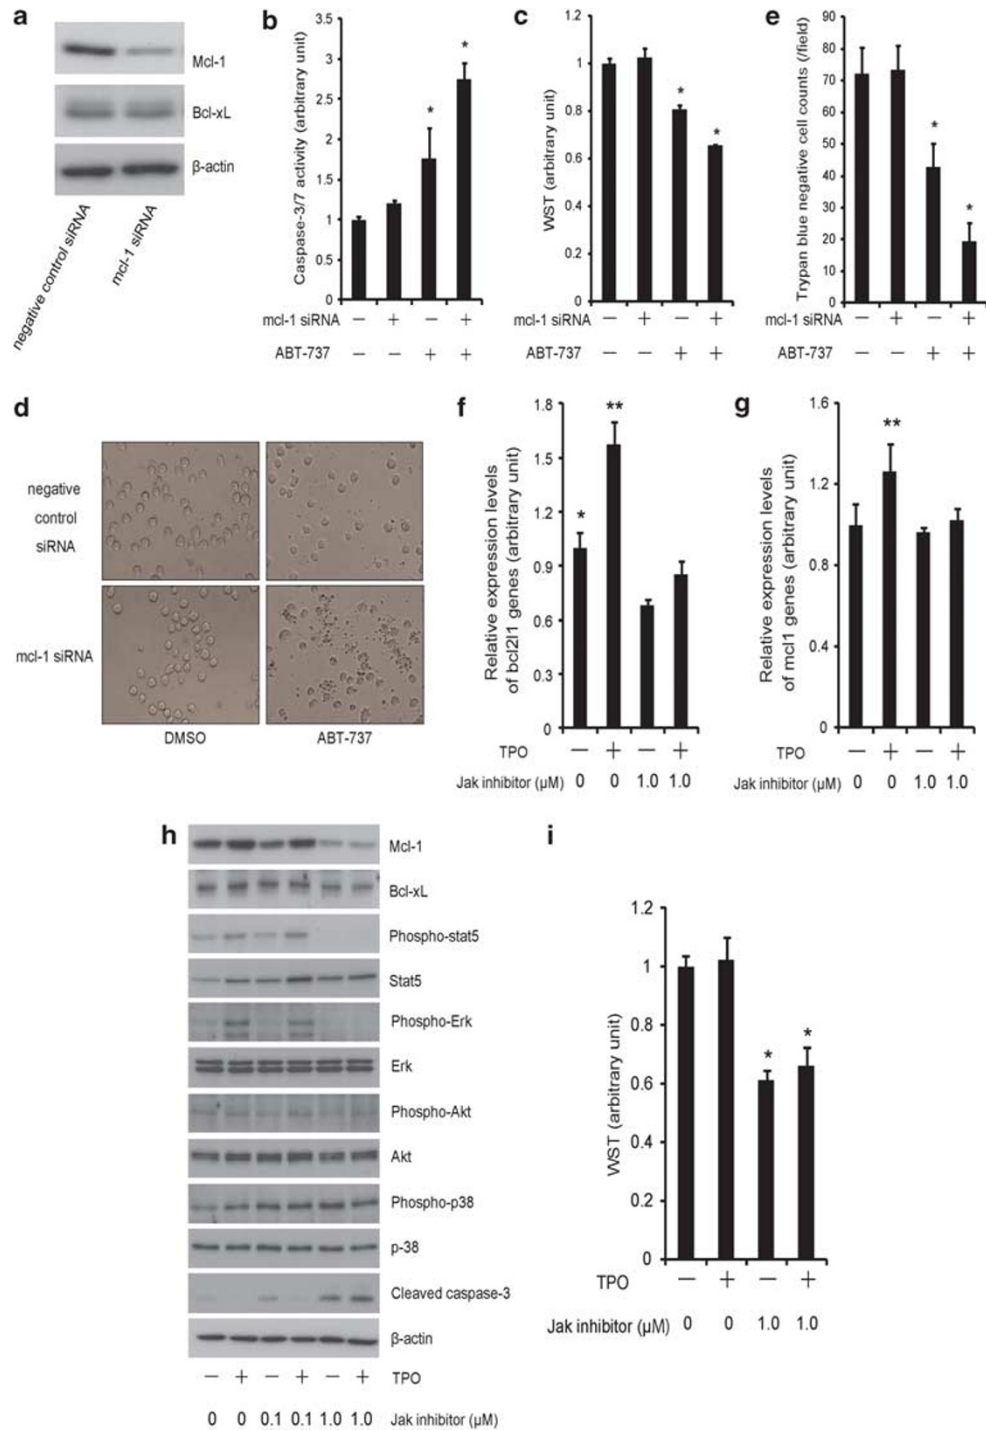 a
Mcl-1
Bcl-xL
β-actin
negative control siRNA
mcl-1 siRNA
b
Caspase-3/7 activity (arbitrary unit)
3.5
3
2.5
2
1.5
1
0.5
0
*
*
mcl-1 siRNA − + − +
ABT-737 − − + +
c
WST (arbitrary unit)
1.2
1
0.8
0.6
0.4
0.2
0
*
*
mcl-1 siRNA − + − +
ABT-737 − − + +
e
Trypan blue negative cell counts (/field)
90
80
70
60
50
40
30
20
10
0
*
*
mcl-1 siRNA − + − +
ABT-737 − − + +
d
negative
control
siRNA
mcl-1 siRNA
DMSO
ABT-737
f
Relative expression levels
of bcl2l1 genes (arbitrary unit)
1.8
1.5
1.2
0.9
0.6
0.3
0
*
**
TPO − + − +
Jak inhibitor (µM) 0 0 1.0 1.0
g
Relative expression levels
of mcl1 genes (arbitrary unit)
1.6
1.2
0.8
0.4
0
**
TPO − + − +
Jak inhibitor (µM) 0 0 1.0 1.0
h
Mcl-1
Bcl-xL
Phospho-stat5
Stat5
Phospho-Erk
Erk
Phospho-Akt
Akt
Phospho-p38
p-38
Cleaved caspase-3
β-actin
− + − + − + TPO
0 0 0.1 0.1 1.0 1.0 Jak inhibitor (µM)
i
WST (arbitrary unit)
1.2
1
0.8
0.6
0.4
0.2
0
*
*
TPO − + − +
Jak inhibitor (µM) 0 0 1.0 1.0